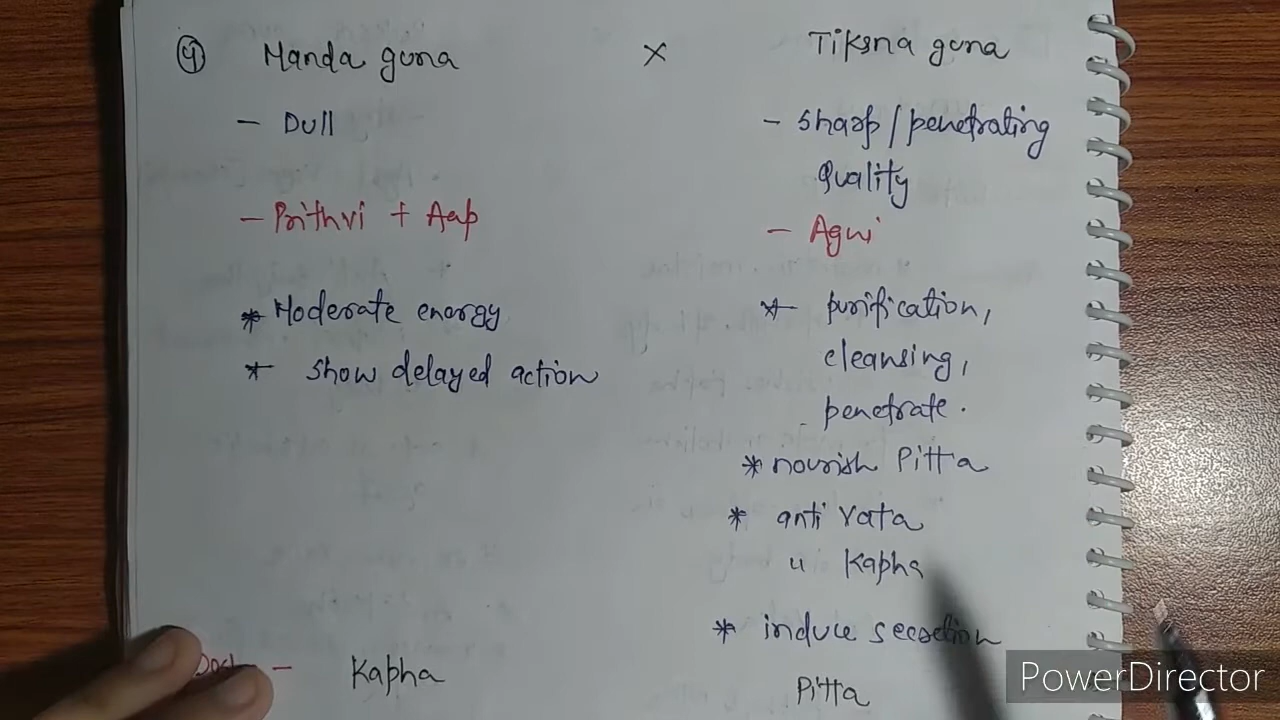 ④ Manda guna × Tiksna guna
- Dull
- Sharp / penetrating
quality
- Prithvi + Aap
- Agni
* Moderate energy
* show delayed action
* purification,
cleansing,
penetrate.
* nourish Pitta
* anti vata
" Kapha
* induce secretion
- Kapha
Pitta
PowerDirector